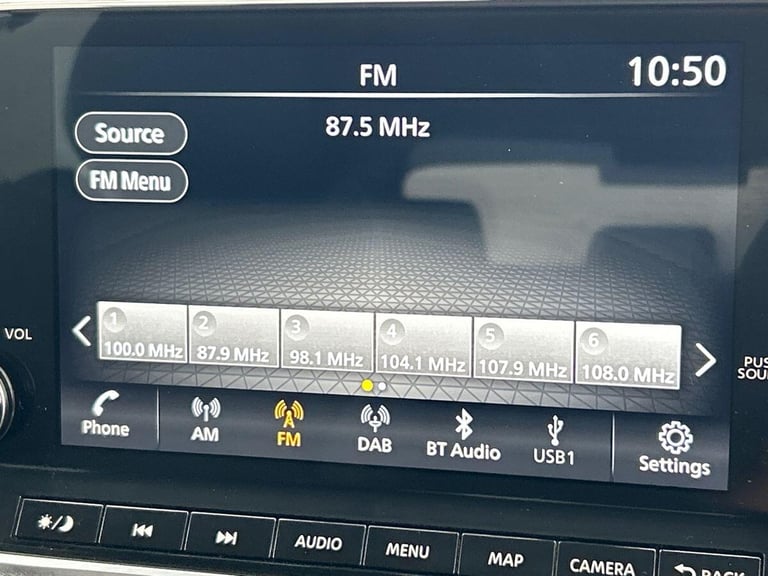 FM
10:50
Source
87.5 MHz
FM Menu
VOL
1
2
3
4
5
6
100.0 MHz
87.9 MHz
98.1 MHz
104.1 MHz
107.9 MHz
108.0 MHz
Phone
AM
FM
DAB
BT Audio
USB1
Settings
AUDIO
MENU
MAP
CAMERA
BACK